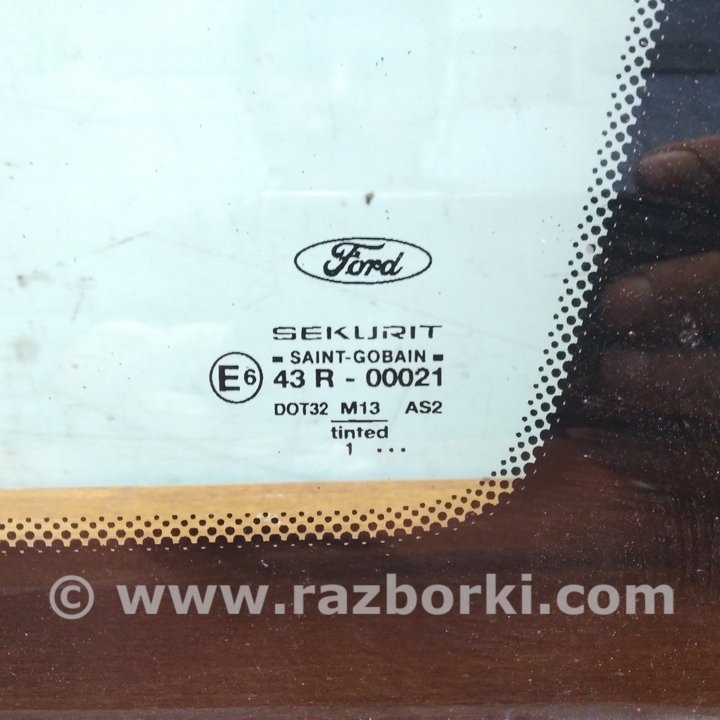 Ford
SEKURIT
SAINT-GOBAIN
E6 43 R - 00021
DOT32 M13 AS2
tinted
1 ...
© www.razborki.com